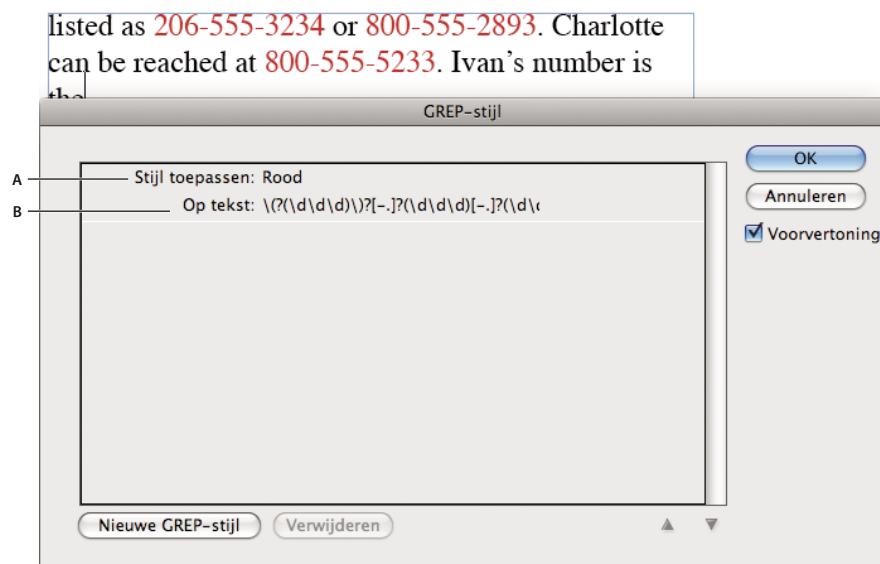 listed as 206-555-3234 or 800-555-2893. Charlotte
can be reached at 800-555-5233. Ivan's number is
the
GREP-stijl
A Stijl toepassen: Rood
B Op tekst: \(?(\d\d\d)\)?[-.]?(\d\d\d)[-.]?(\d\
OK
Annuleren
Voorvertoning
Nieuwe GREP-stijl Verwijderen